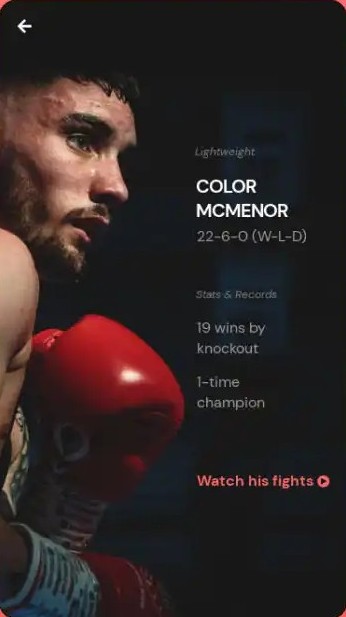 Lightweight
COLOR
MCMENOR
22-6-0 (W-L-D)
Stats & Records
19 wins by
knockout
1-time
champion
Watch his fights